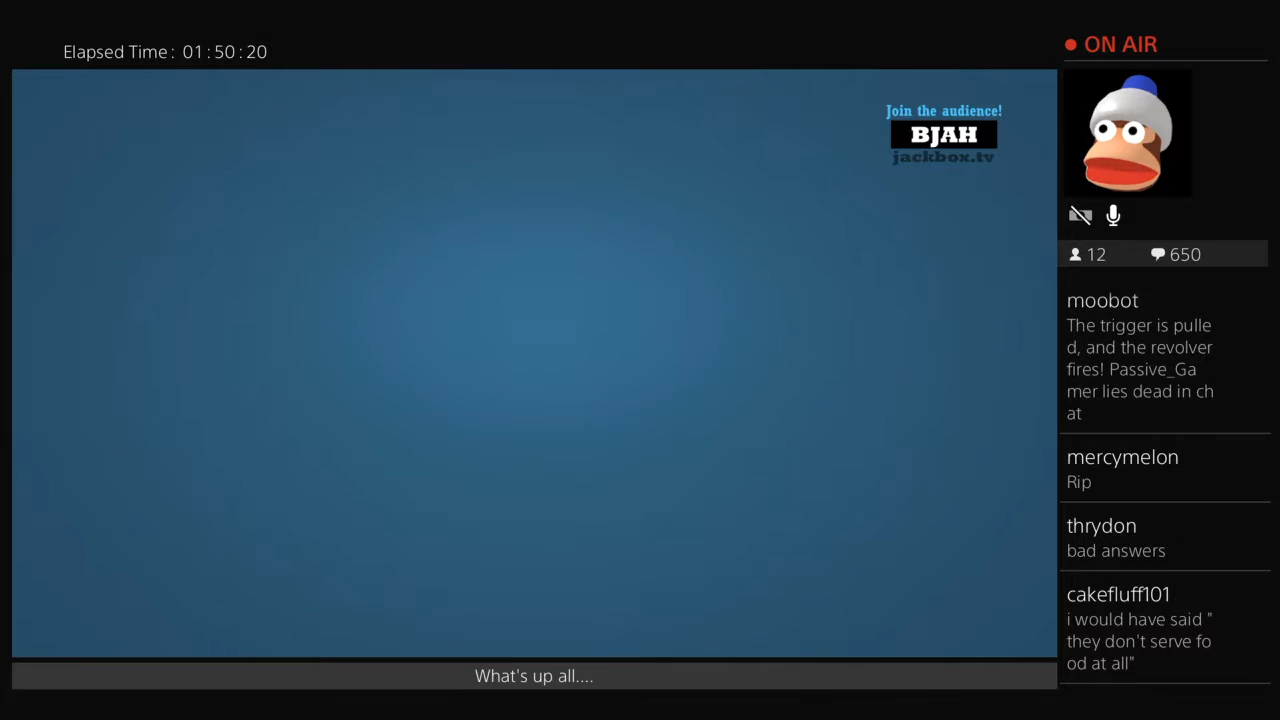 Elapsed Time: 01:50:20
ON AIR
Join the audience!
BJAH
jackbox.tv
12
650
moobot
The trigger is pulle
d, and the revolver
fires! Passive_Ga
mer lies dead in ch
at
mercymelon
Rip
thrydon
bad answers
cakefluff101
i would have said "
they don't serve fo
od at all"
What's up all....